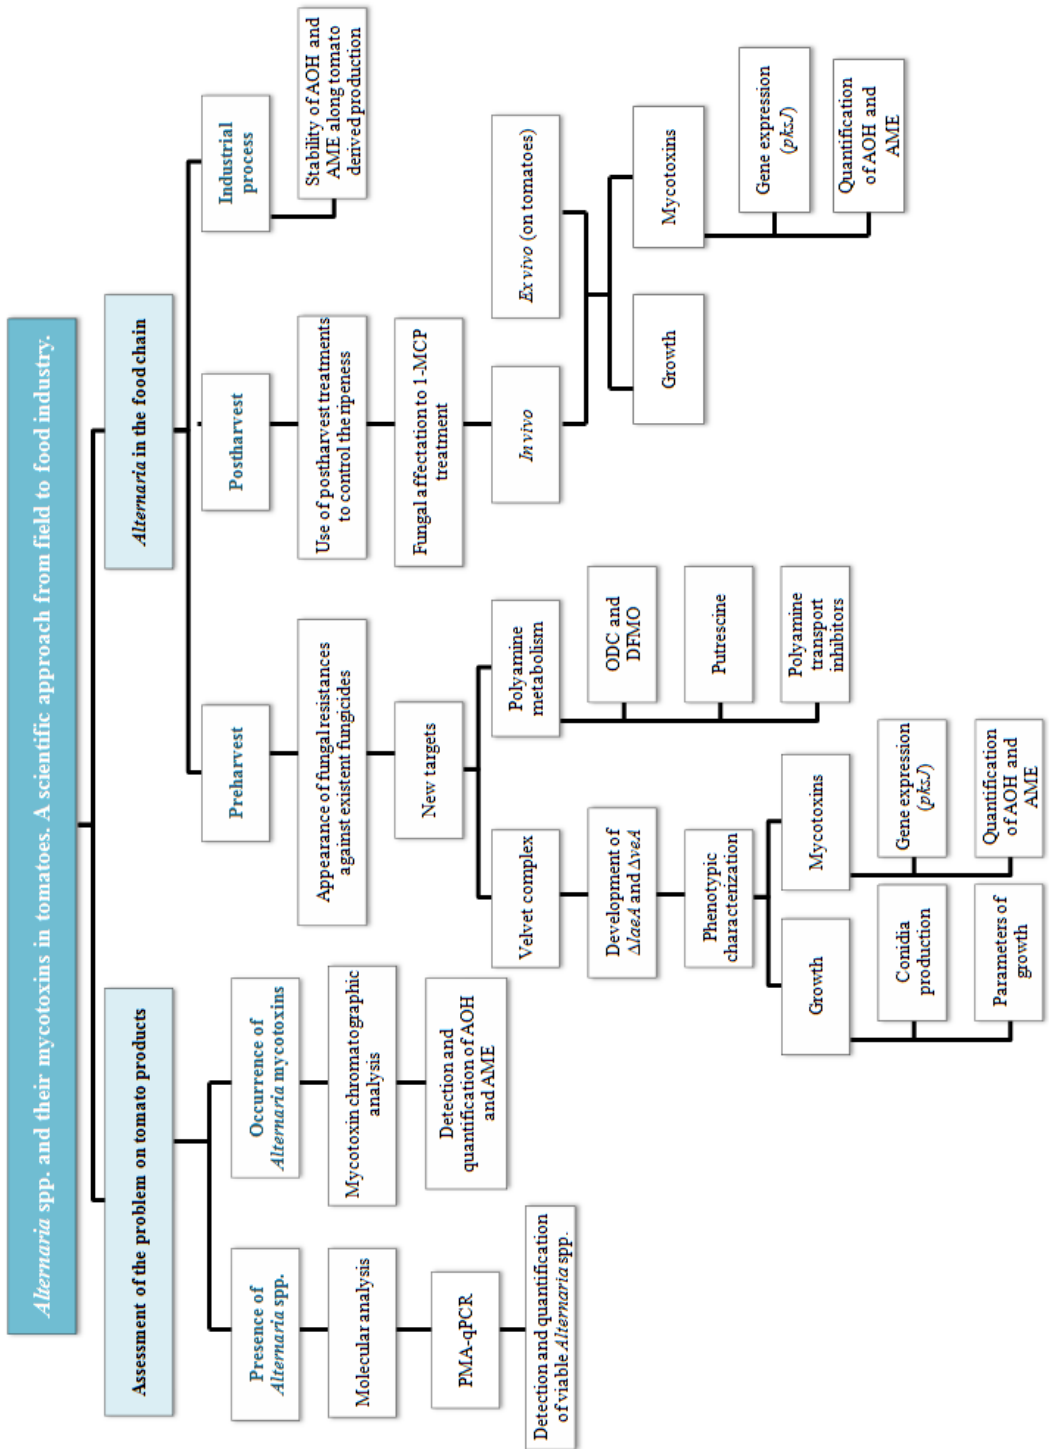 Alternaria spp. and their mycotoxins in tomatoes. A scientific approach from field to food industry.
Assessment of the problem on tomato products
Presence of
Alternaria spp.
Molecular analysis
PMA-qPCR
Detection and quantification
of viable Alternaria spp.
Occurrence of
Alternaria mycotoxins
Mycotoxin chromatographic
analysis
Detection and
quantification of AOH
and AME
Alternaria in the food chain
Preharvest
Appearance of fungal resistances
against existent fungicides
New targets
Velvet complex
Development of
ΔlaeA and ΔveA
Phenotypic
characterization
Growth
Conidia
production
Parameters of
growth
Mycotoxins
Gene expression
(pksJ)
Quantification
of AOH and
AME
Polyamine
metabolism
ODC and
DFMO
Putrescine
Polyamine
transport
inhibitors
Postharvest
Use of postharvest treatments
to control the ripeness
Fungal affectation to 1-MCP
treatment
In vivo
Ex vivo (on tomatoes)
Growth
Mycotoxins
Gene expression
(pksJ)
Quantification
of AOH and
AME
Industrial
process
Stability of AOH and
AME along tomato
derived production